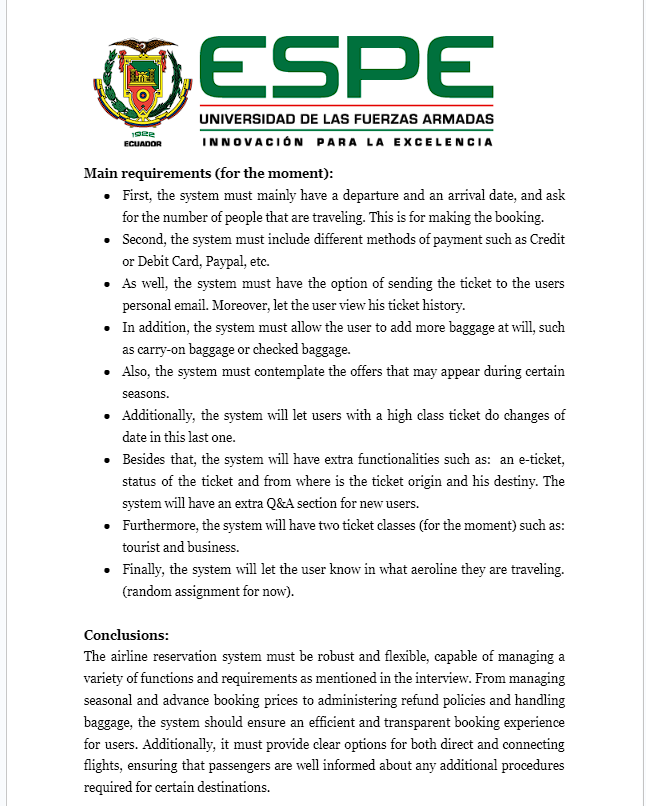 ESPE
UNIVERSIDAD DE LAS FUERZAS ARMADAS
1922
ECUADOR
INNOVACIÓN PARA LA EXCELENCIA
Main requirements (for the moment):
• First, the system must mainly have a departure and an arrival date, and ask
for the number of people that are traveling. This is for making the booking.
• Second, the system must include different methods of payment such as Credit
or Debit Card, Paypal, etc.
• As well, the system must have the option of sending the ticket to the users
personal email. Moreover, let the user view his ticket history.
• In addition, the system must allow the user to add more baggage at will, such
as carry-on baggage or checked baggage.
• Also, the system must contemplate the offers that may appear during certain
seasons.
• Additionally, the system will let users with a high class ticket do changes of
date in this last one.
• Besides that, the system will have extra functionalities such as:  an e-ticket,
status of the ticket and from where is the ticket origin and his destiny. The
system will have an extra Q&A section for new users.
• Furthermore, the system will have two ticket classes (for the moment) such as:
tourist and business.
• Finally, the system will let the user know in what aeroline they are traveling.
(random assignment for now).
Conclusions:
The airline reservation system must be robust and flexible, capable of managing a
variety of functions and requirements as mentioned in the interview. From managing
seasonal and advance booking prices to administering refund policies and handling
baggage, the system should ensure an efficient and transparent booking experience
for users. Additionally, it must provide clear options for both direct and connecting
flights, ensuring that passengers are well informed about any additional procedures
required for certain destinations.